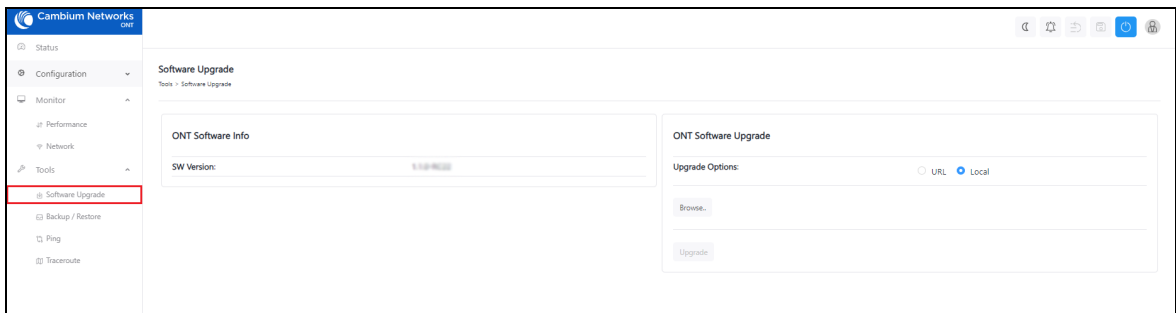 Cambium Networks
ONT
Status
Configuration
Monitor
Performance
Network
Tools
Software Upgrade
Backup / Restore
Ping
Traceroute
Software Upgrade
Tools > Software Upgrade
ONT Software Info
SW Version:
ONT Software Upgrade
Upgrade Options:
URL Local
Browse..
Upgrade